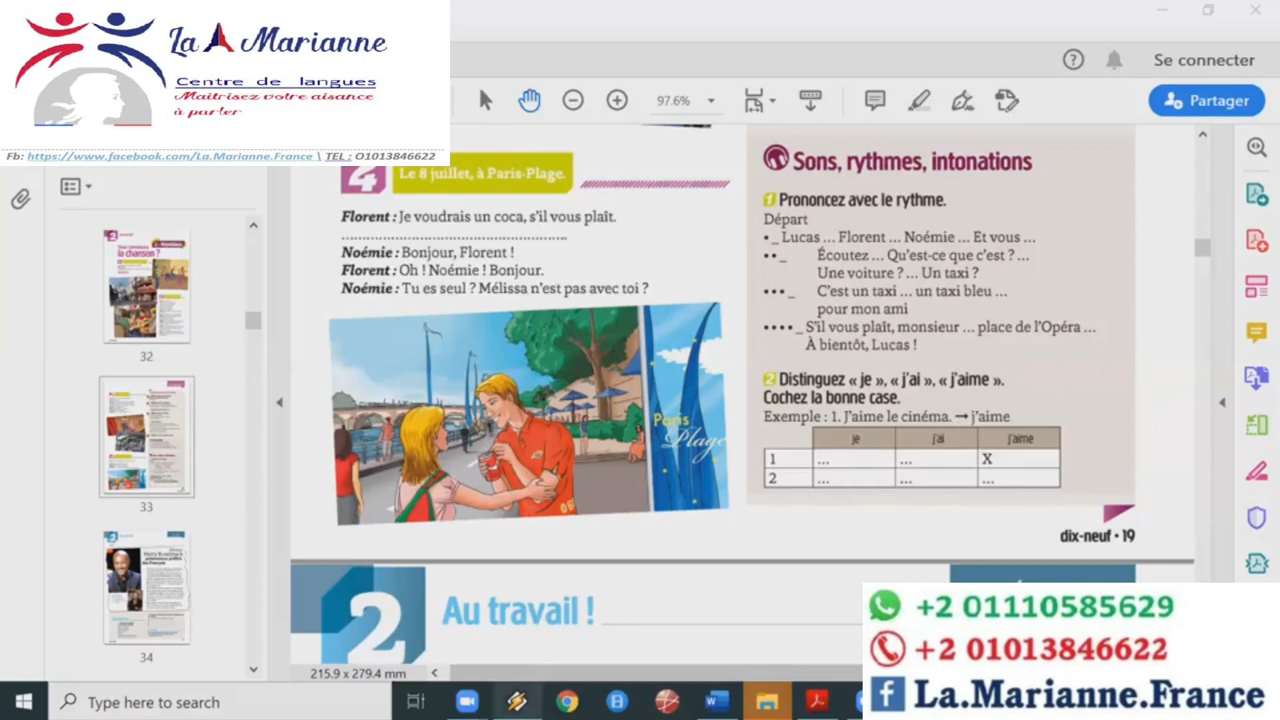 La Marianne
Centre de langues
Maîtrisez votre aisance
à parler
Fb: https://www.facebook.com/La.Marianne.France \ TEL : 01013846622
Se connecter
97.6%
Partager
32
33
34
4
Le 8 juillet, à Paris-Plage.
Florent : Je voudrais un coca, s'il vous plaît.
.........................................................
Noémie : Bonjour, Florent !
Florent : Oh ! Noémie ! Bonjour.
Noémie : Tu es seul ? Mélissa n'est pas avec toi ?
Paris
Plage
Sons, rythmes, intonations
1 Prononcez avec le rythme.
Départ
• _ Lucas ... Florent ... Noémie ... Et vous ...
• • _ Écoutez ... Qu'est-ce que c'est ? ...
Une voiture ? ... Un taxi ?
• • • _ C'est un taxi ... un taxi bleu ...
pour mon ami
• • • • _ S'il vous plaît, monsieur ... place de l'Opéra ...
À bientôt, Lucas !
2 Distinguez « je », « j'ai », « j'aime ».
Cochez la bonne case.
Exemple : 1. J'aime le cinéma. → j'aime
je j'ai j'aime
1 ... ... X
2 ... ... ...
dix-neuf • 19
2
Au travail !
215.9 x 279.4 mm
Type here to search
+2 01110585629
+2 01013846622
La.Marianne.France